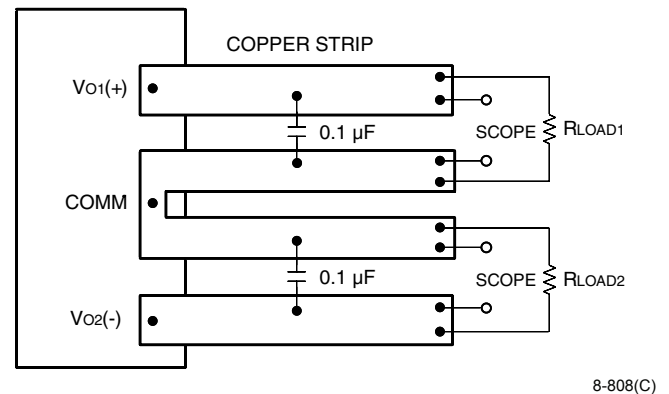 COPPER STRIP
VO1(+)
0.1 µF
SCOPE
RLOAD1
COMM
0.1 µF
SCOPE
RLOAD2
VO2(-)
8-808(C)